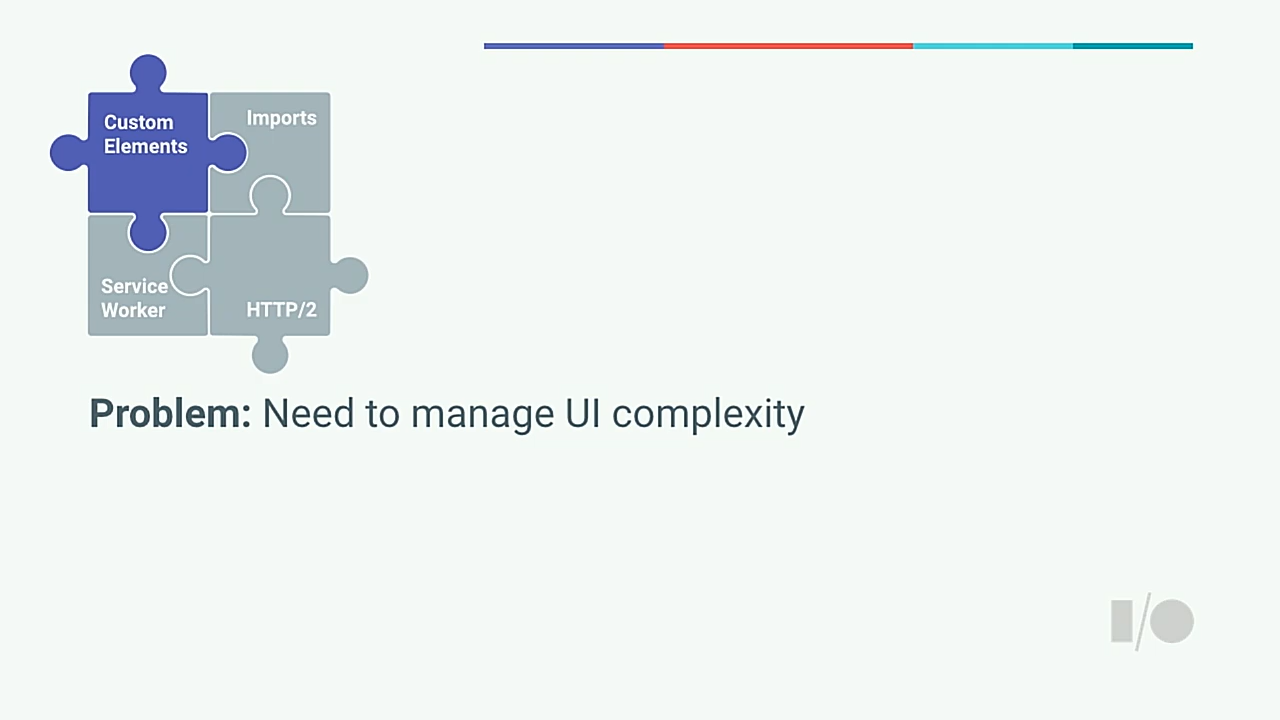 Custom
Elements
Imports
Service
Worker
HTTP/2
Problem: Need to manage UI complexity
I/O